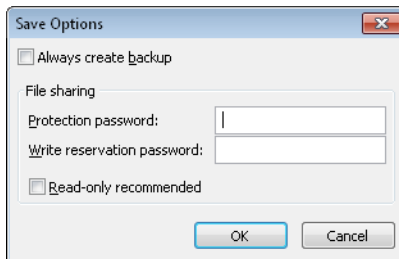 Save Options
Always create backup
File sharing
Protection password:
Write reservation password:
Read-only recommended
OK Cancel